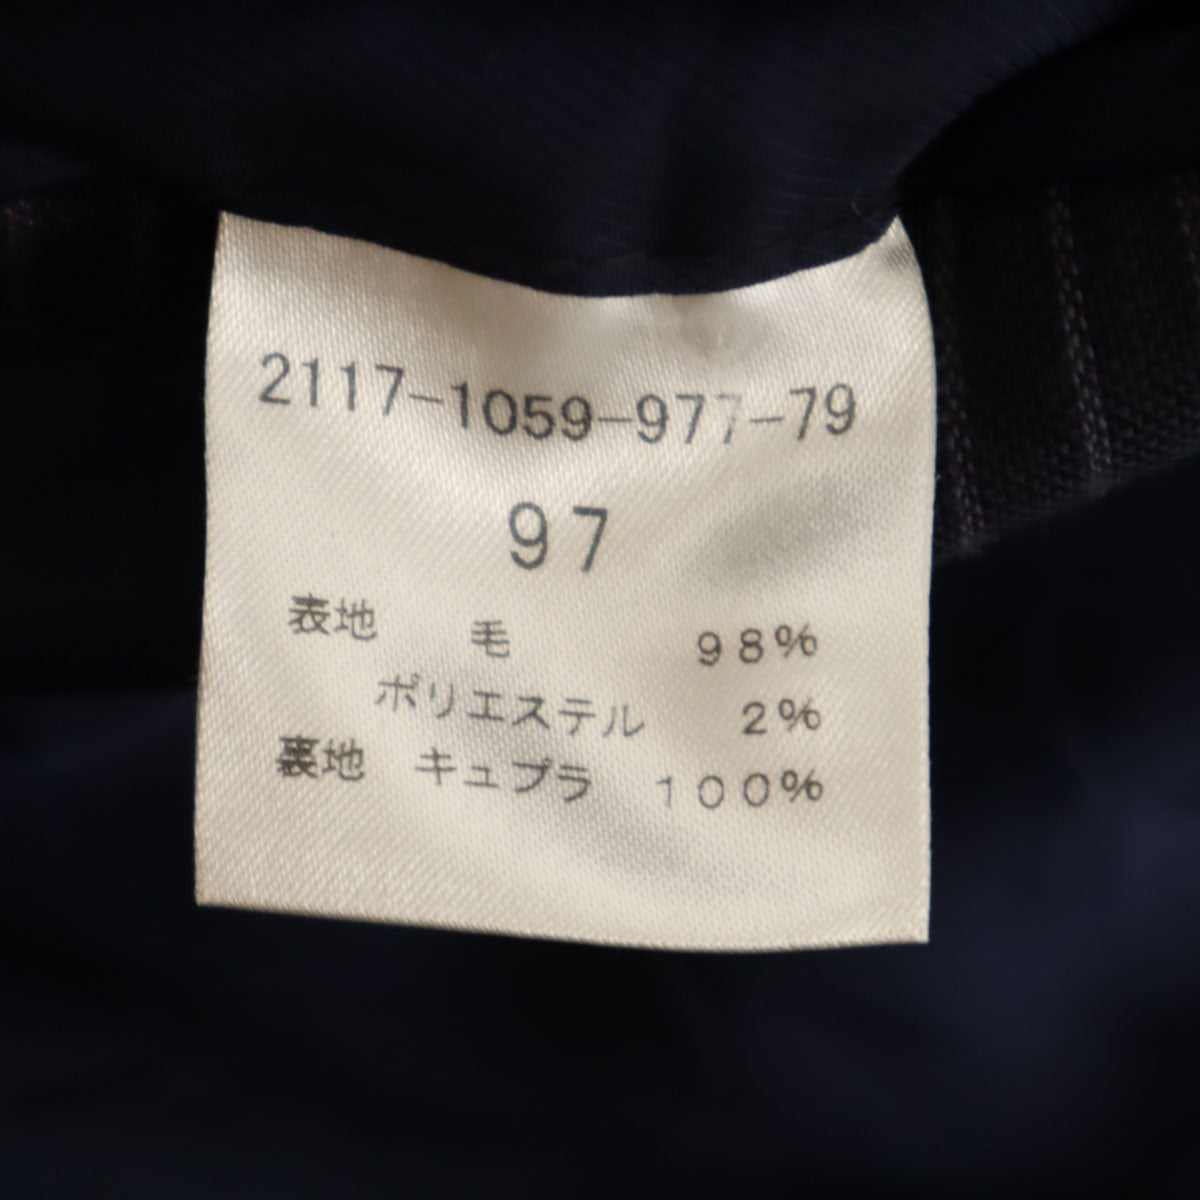 2117-1059-977-79
97
表地 毛 98%
ポリエステル 2%
裏地 キュプラ 100%